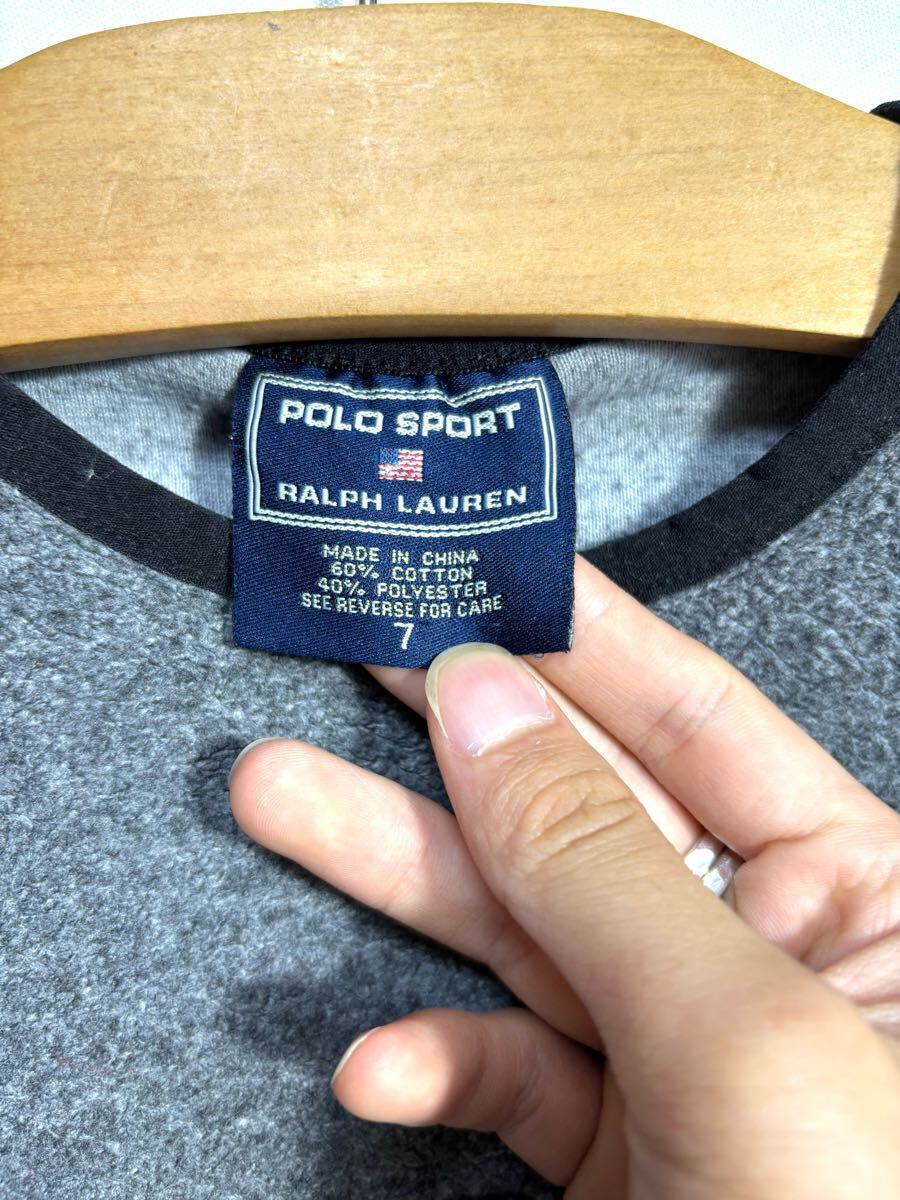 POLO SPORT
RALPH LAUREN
MADE IN CHINA
60% COTTON
40% POLYESTER
SEE REVERSE FOR CARE
7